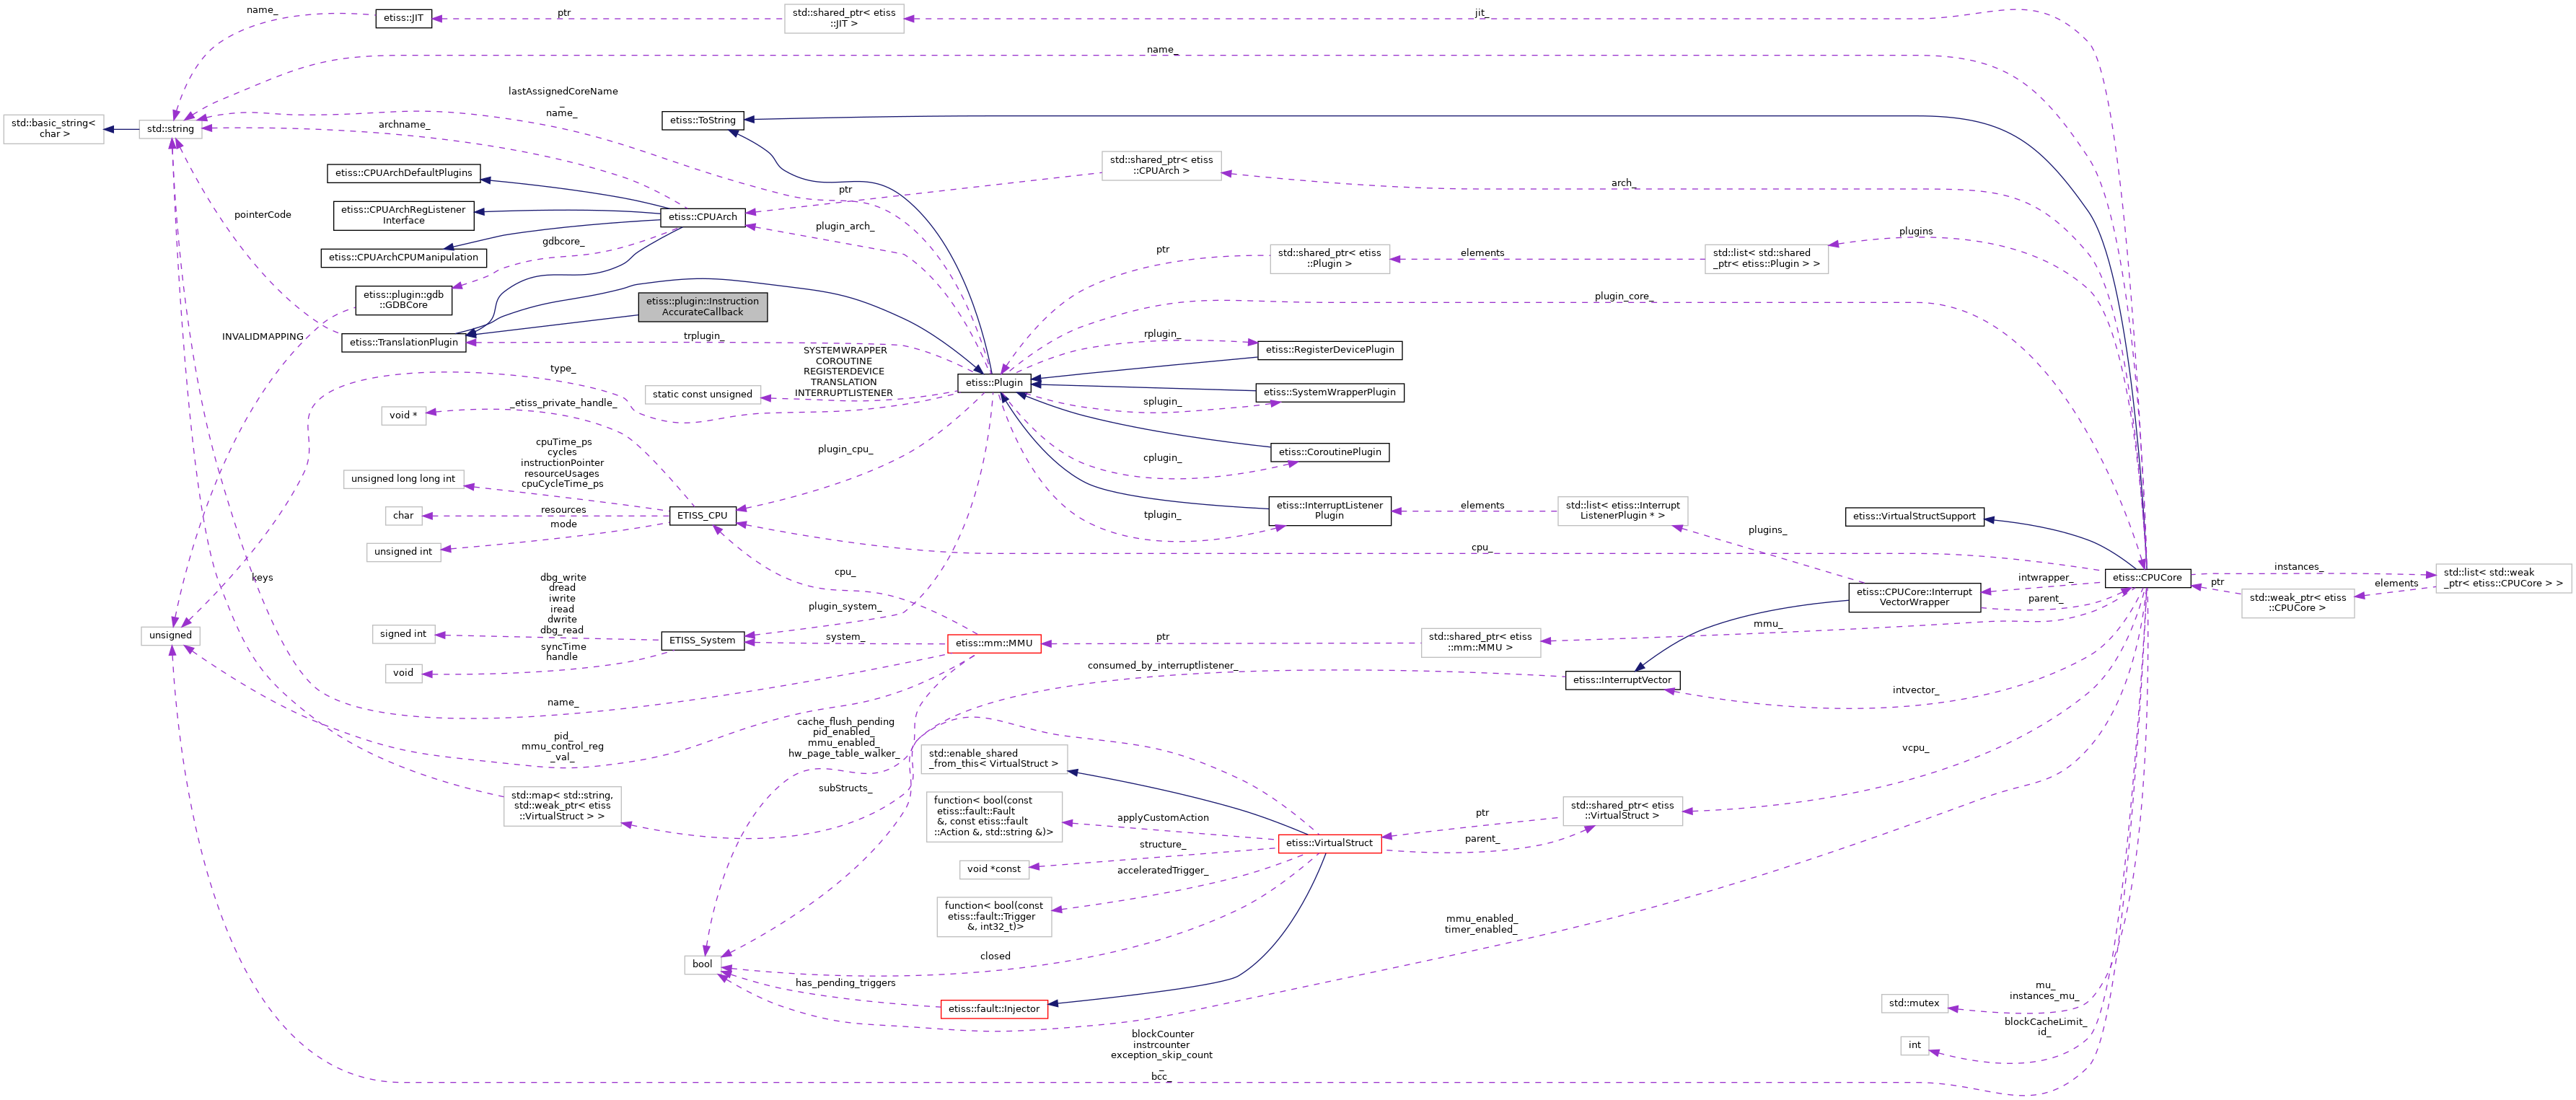 name_
etiss::JIT
ptr
std::shared_ptr< etiss
::JIT >
jit_
name_
lastAssignedCoreName
_
name_
archname_
std::basic_string<
char >
std::string
etiss::ToString
etiss::CPUArchDefaultPlugins
etiss::CPUArchRegListener
Interface
etiss::CPUArchCPUManipulation
pointerCode
etiss::CPUArch
gdbcore_
ptr
plugin_arch_
std::shared_ptr< etiss
::CPUArch >
arch_
plugins
ptr
std::shared_ptr< etiss
::Plugin >
elements
std::list< std::shared
_ptr< etiss::Plugin > >
etiss::plugin::gdb
::GDBCore
etiss::plugin::Instruction
AccurateCallback
plugin_core_
INVALIDMAPPING
etiss::TranslationPlugin
trplugin_
rplugin_
etiss::RegisterDevicePlugin
type_
SYSTEMWRAPPER
COROUTINE
REGISTERDEVICE
TRANSLATION
INTERRUPTLISTENER
static const unsigned
etiss::Plugin
splugin_
etiss::SystemWrapperPlugin
void *
_etiss_private_handle_
cpuTime_ps
cycles
instructionPointer
resourceUsages
cpuCycleTime_ps
plugin_cpu_
cplugin_
etiss::CoroutinePlugin
unsigned long long int
char
resources
mode
unsigned int
ETISS_CPU
tplugin_
etiss::InterruptListener
Plugin
elements
std::list< etiss::Interrupt
ListenerPlugin * >
plugins_
etiss::VirtualStructSupport
cpu_
cpu_
keys
dbg_write
dread
iwrite
iread
dwrite
dbg_read
plugin_system_
etiss::CPUCore::Interrupt
VectorWrapper
intwrapper_
parent_
etiss::CPUCore
instances_
ptr
std::weak_ptr< etiss
::CPUCore >
elements
std::list< std::weak
_ptr< etiss::CPUCore > >
mmu_
unsigned
signed int
ETISS_System
system_
etiss::mm::MMU
ptr
std::shared_ptr< etiss
::mm::MMU >
syncTime
handle
void
consumed_by_interruptlistener_
etiss::InterruptVector
intvector_
name_
pid_
mmu_control_reg
_val_
cache_flush_pending
pid_enabled_
mmu_enabled_
hw_page_table_walker_
std::enable_shared
_from_this< VirtualStruct >
vcpu_
std::map< std::string,
std::weak_ptr< etiss
::VirtualStruct > >
subStructs_
function< bool(const
etiss::fault::Fault
&, const etiss::fault
::Action &, std::string &)>
applyCustomAction
structure_
void *const
acceleratedTrigger_
etiss::VirtualStruct
ptr
parent_
std::shared_ptr< etiss
::VirtualStruct >
function< bool(const
etiss::fault::Trigger
&, int32_t)>
mmu_enabled_
timer_enabled_
closed
bool
has_pending_triggers
etiss::fault::Injector
std::mutex
mu_
instances_mu_
int
blockCacheLimit_
id_
blockCounter
instrcounter
exception_skip_count
_
bcc_